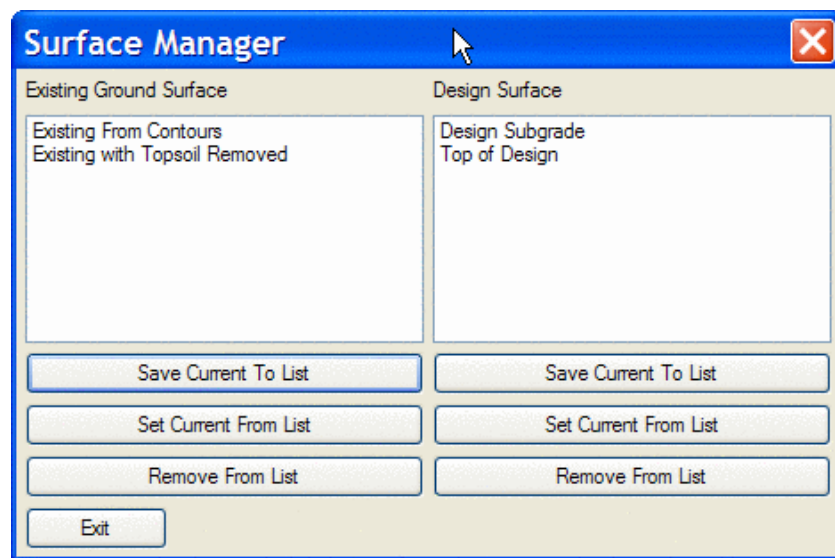 Surface Manager
Existing Ground Surface
Existing From Contours
Existing with Topsoil Removed
Save Current To List
Set Current From List
Remove From List
Design Surface
Design Subgrade
Top of Design
Save Current To List
Set Current From List
Remove From List
Exit